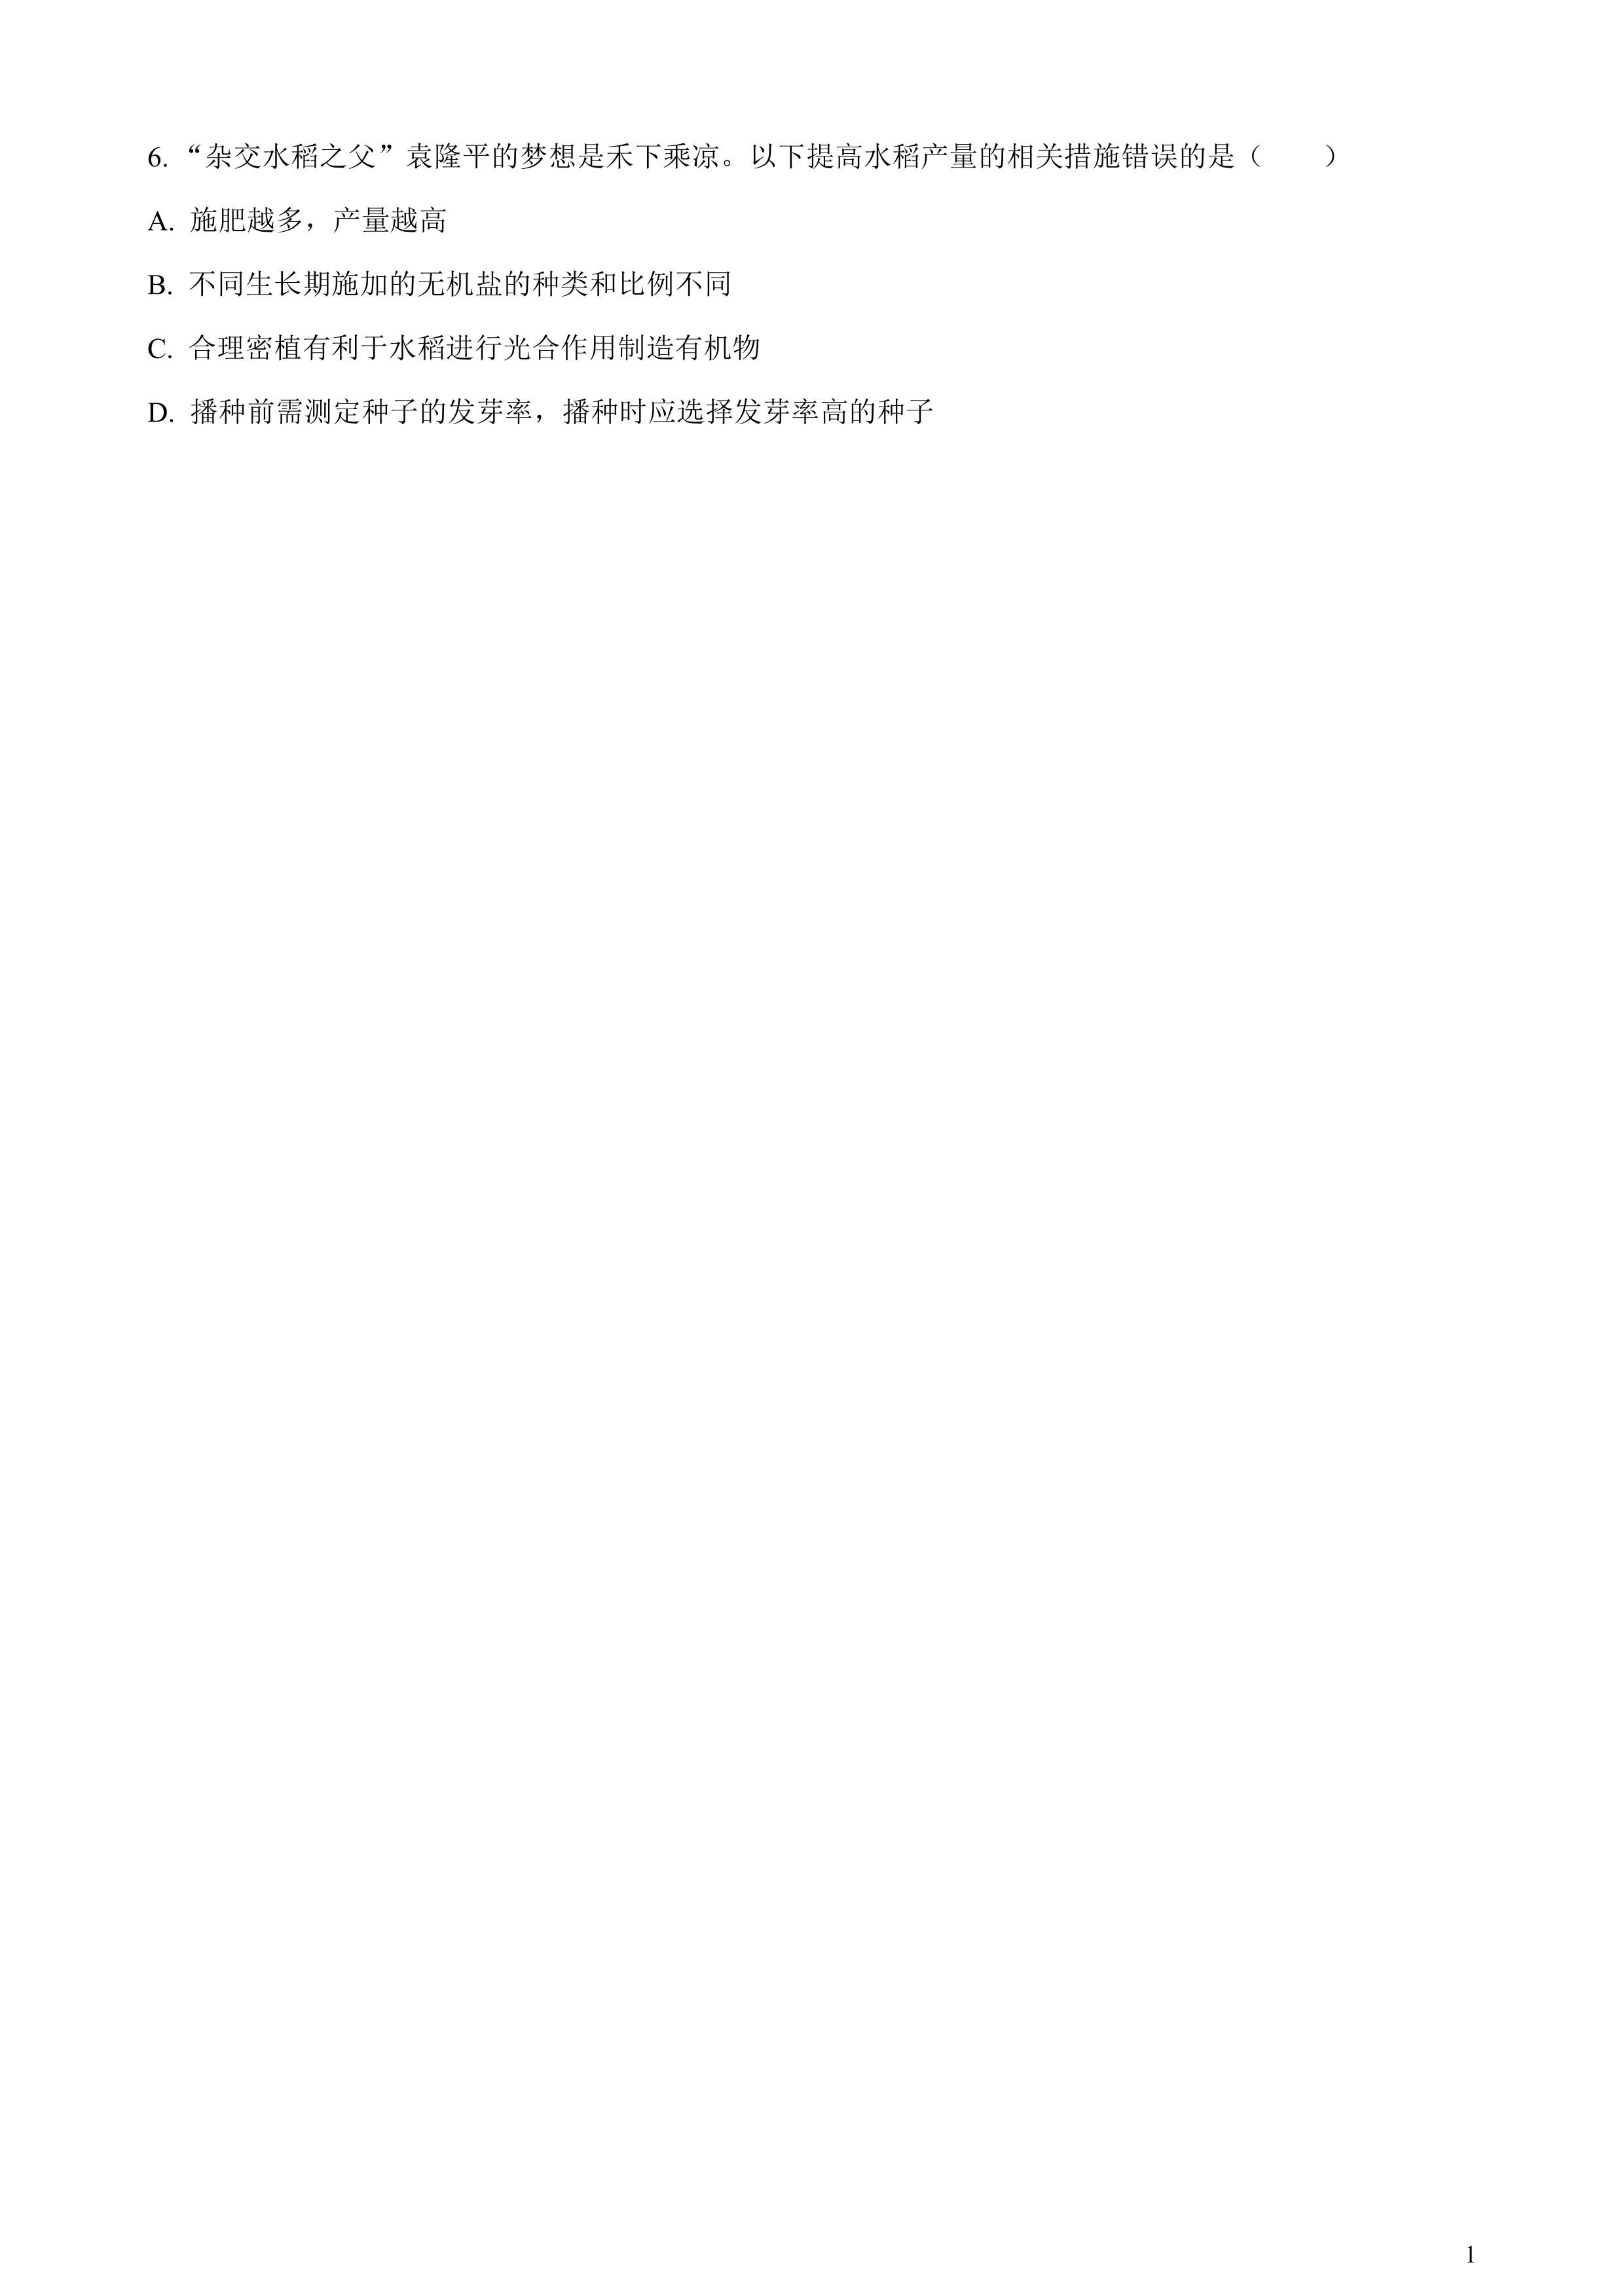 6. “杂交水稻之父”袁隆平的梦想是禾下乘凉。以下提高水稻产量的相关措施错误的是（　　）
A. 施肥越多，产量越高
B. 不同生长期施加的无机盐的种类和比例不同
C. 合理密植有利于水稻进行光合作用制造有机物
D. 播种前需测定种子的发芽率，播种时应选择发芽率高的种子
1